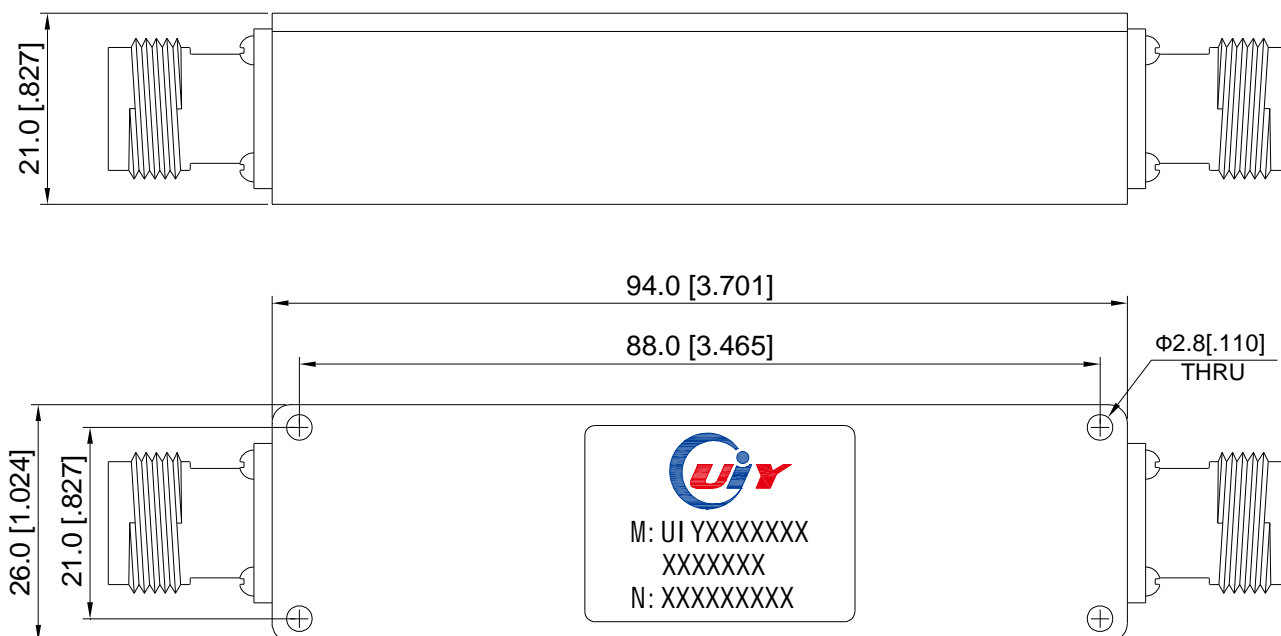 21.0 [.827]
94.0 [3.701]
88.0 [3.465]
Φ2.8[.110]
THRU
26.0 [1.024]
21.0 [.827]
UiY
M: UIYXXXXXXXX
XXXXXXX
N: XXXXXXXXX